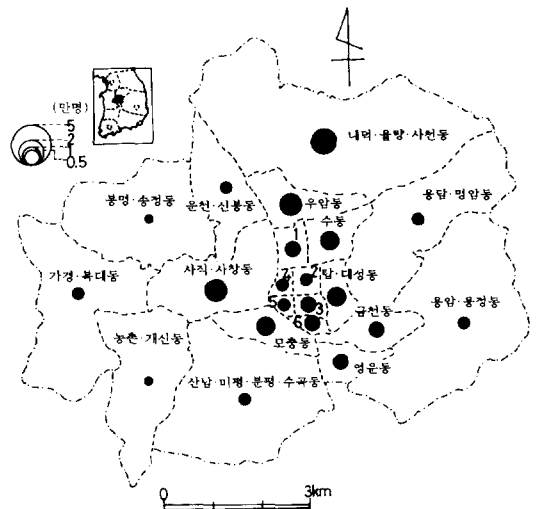 (만명)
5
2
1
0.5
내덕·율량·사천동
봉명·송정동
운천·신봉동
우암동
수동
용담·명암동
1
가경·복대동
사직·사창동
7
2
탑·대성동
5
3
6
금천동
용암·용정동
농촌·개신동
모충동
영운동
산남·미평·분평·수곡동
0
3km